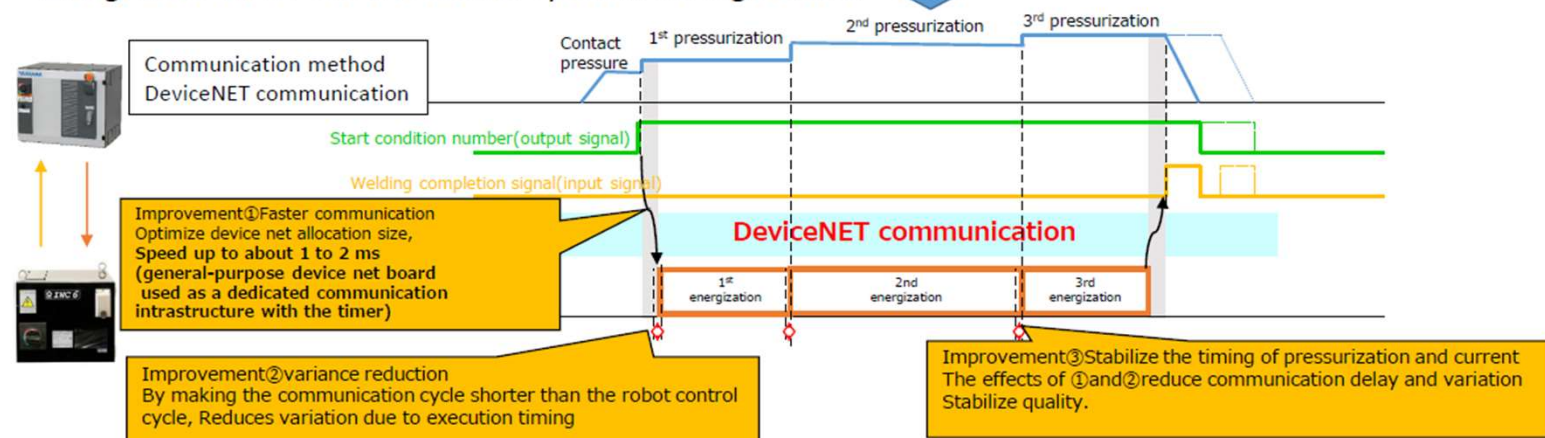 Communication method
DeviceNET communication
Contact
pressure
1st pressurization
2nd pressurization
3rd pressurization
Start condition number(output signal)
Welding completion signal(input signal)
Improvement①Faster communication
Optimize device net allocation size,
Speed up to about 1 to 2 ms
(general-purpose device net board
used as a dedicated communication
intrastructure with the timer)
DeviceNET communication
1st
energization
2nd
energization
3rd
energization
Improvement②variance reduction
By making the communication cycle shorter than the robot control
cycle, Reduces variation due to execution timing
Improvement③Stabilize the timing of pressurization and current
The effects of ①and②reduce communication delay and variation
Stabilize quality.